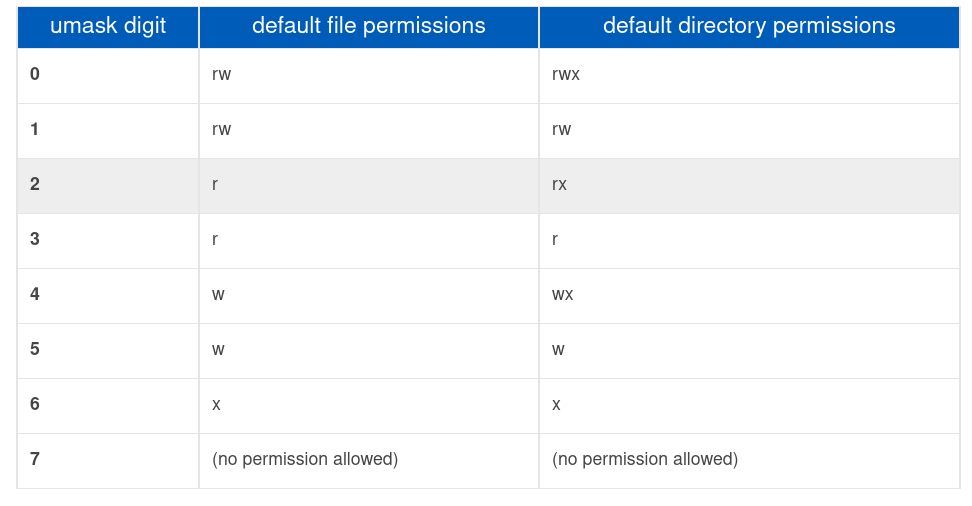 umask digit default file permissions default directory permissions
0 rw rwx
1 rw rw
2 r rx
3 r r
4 w wx
5 w w
6 x x
7 (no permission allowed) (no permission allowed)